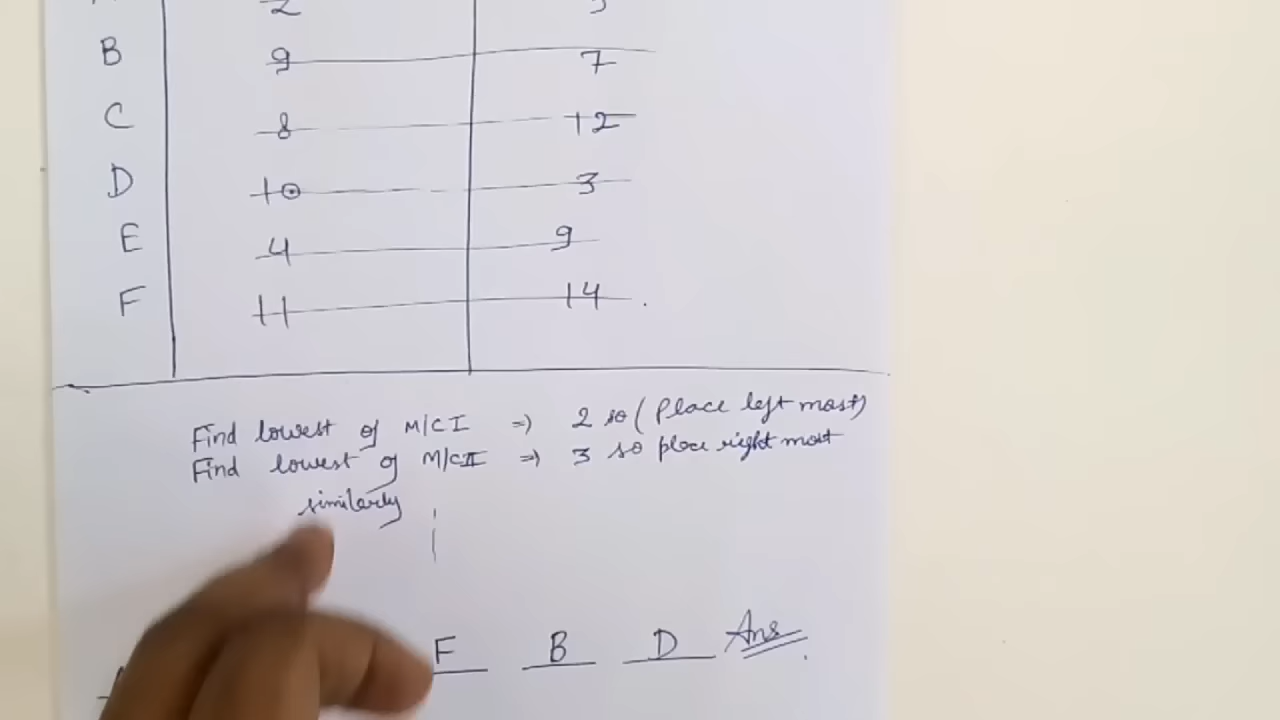 2
B 9 7
C 8 12
D 10 3
E 4 9
F 11 14 .
Find lowest of M/C I => 2 so ( Place left most)
Find lowest of M/C II => 3 so place right most
similarly
F B D Ans